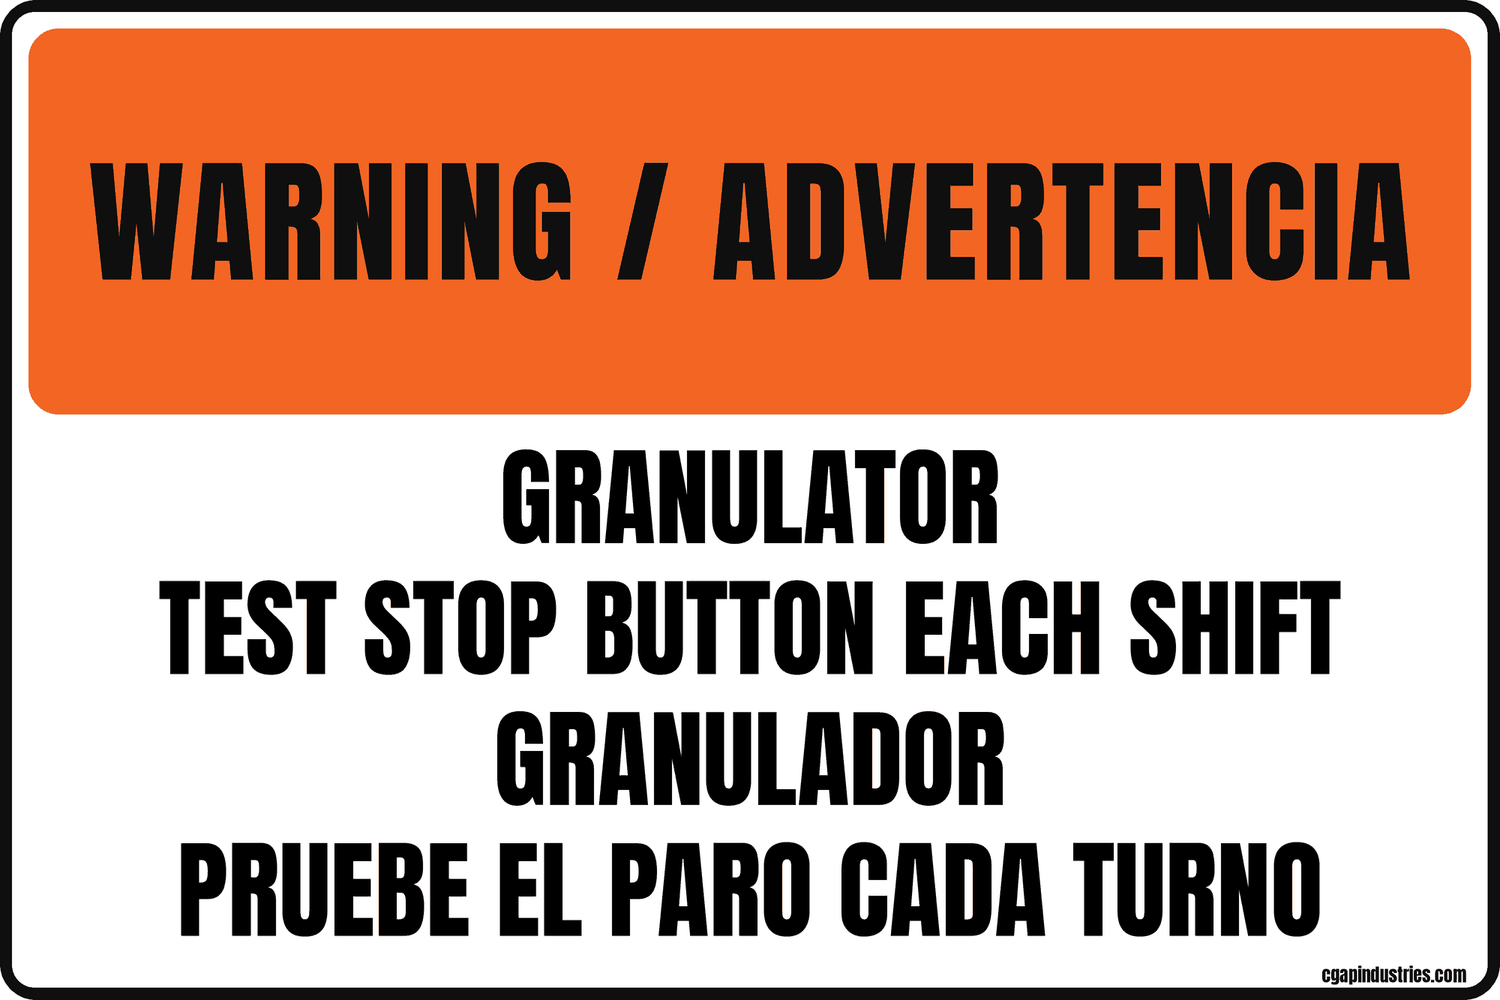 WARNING / ADVERTENCIA
GRANULATOR
TEST STOP BUTTON EACH SHIFT
GRANULADOR
PRUEBE EL PARO CADA TURNO
cgapindustries.com